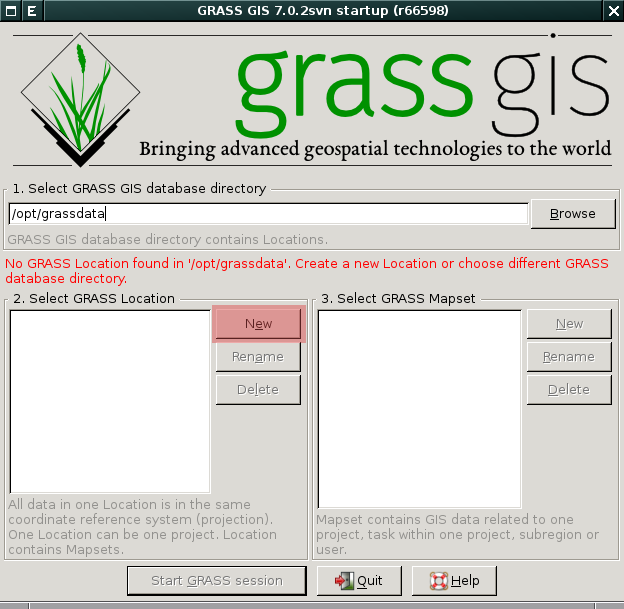 E GRASS GIS 7.0.2svn startup (r66598)
grass gis
Bringing advanced geospatial technologies to the world
1. Select GRASS GIS database directory
/opt/grassdata
Browse
GRASS GIS database directory contains Locations.
No GRASS Location found in '/opt/grassdata'. Create a new Location or choose different GRASS
database directory.
2. Select GRASS Location
New
Rename
Delete
All data in one Location is in the same
coordinate reference system (projection).
One Location can be one project. Location
contains Mapsets.
3. Select GRASS Mapset
New
Rename
Delete
Mapset contains GIS data related to one
project, task within one project, subregion or
user.
Start GRASS session
Quit
Help